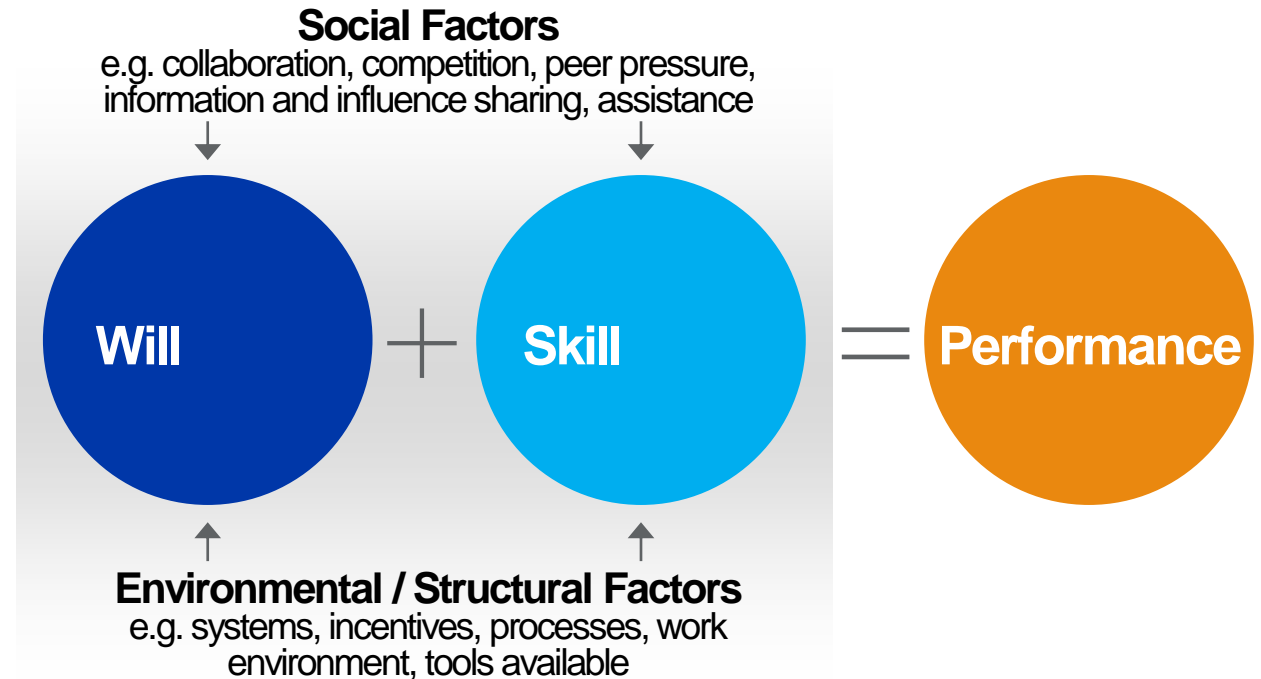 Social Factors
e.g. collaboration, competition, peer pressure,
information and influence sharing, assistance
Will
+
Skill
=
Performance
Environmental / Structural Factors
e.g. systems, incentives, processes, work
environment, tools available